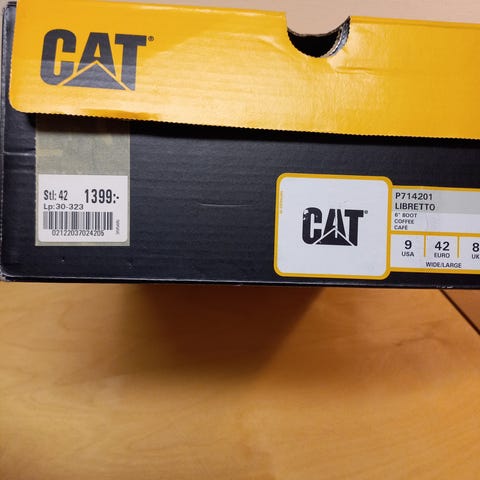 CAT®
Stl: 42 1399:-
Lp:30-323
02122037024205
CAT
P714201
LIBRETTO
6" BOOT
COFFEE
CAFÉ
9 42 8
USA EURO UK
WIDE/LARGE